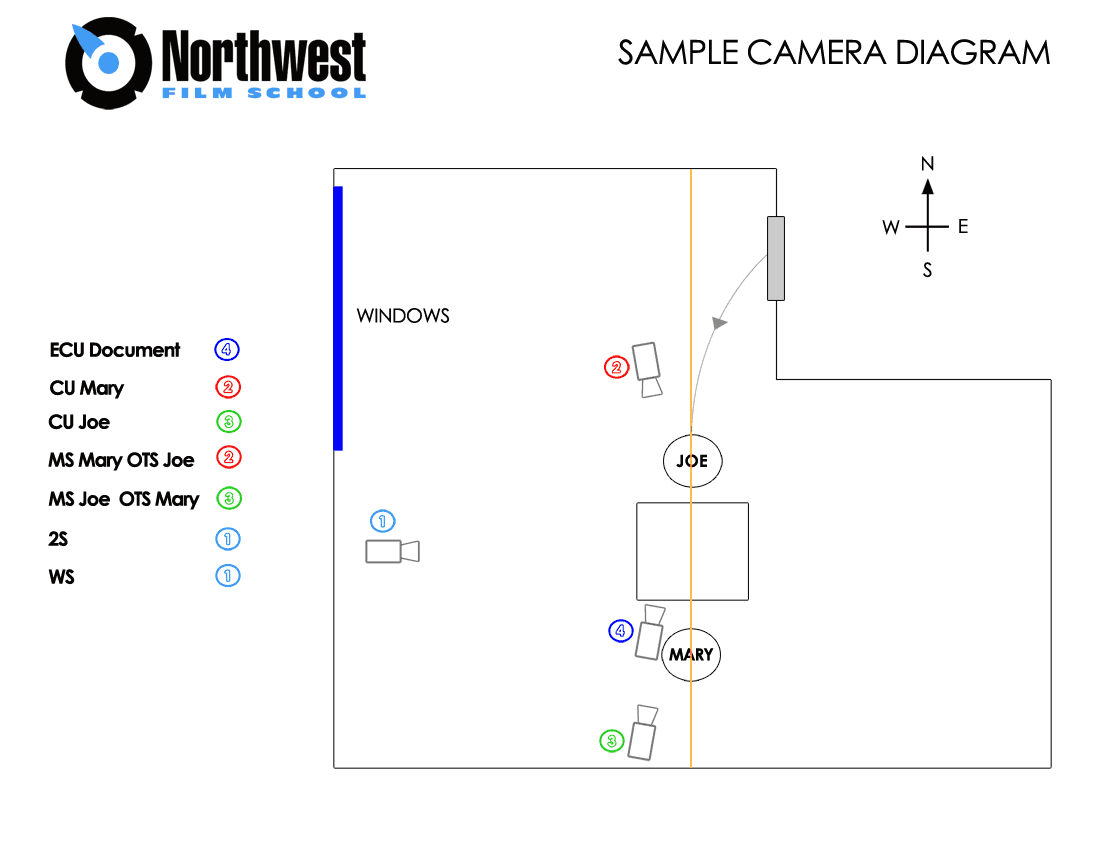 Northwest
FILM SCHOOL
SAMPLE CAMERA DIAGRAM
N
W E
S
WINDOWS
ECU Document 4
CU Mary 2
CU Joe 3
MS Mary OTS Joe 2
MS Joe OTS Mary 3
2S 1
WS 1
2
JOE
1
4
MARY
3